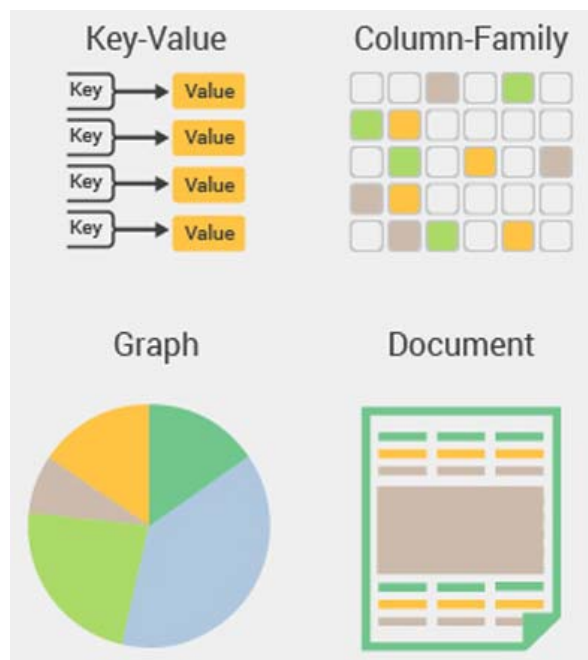 Key-Value
Column-Family
Key Value
Key Value
Key Value
Key Value
Graph
Document